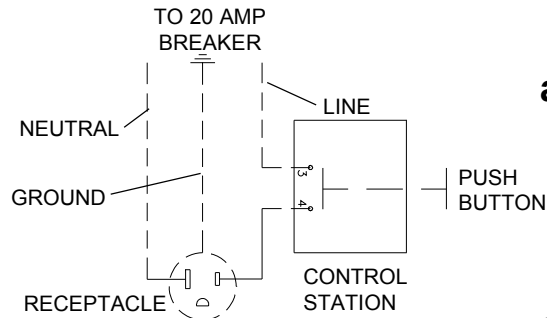 TO 20 AMP
BREAKER
a
LINE
NEUTRAL
3
PUSH
BUTTON
GROUND
4
CONTROL
STATION
RECEPTACLE